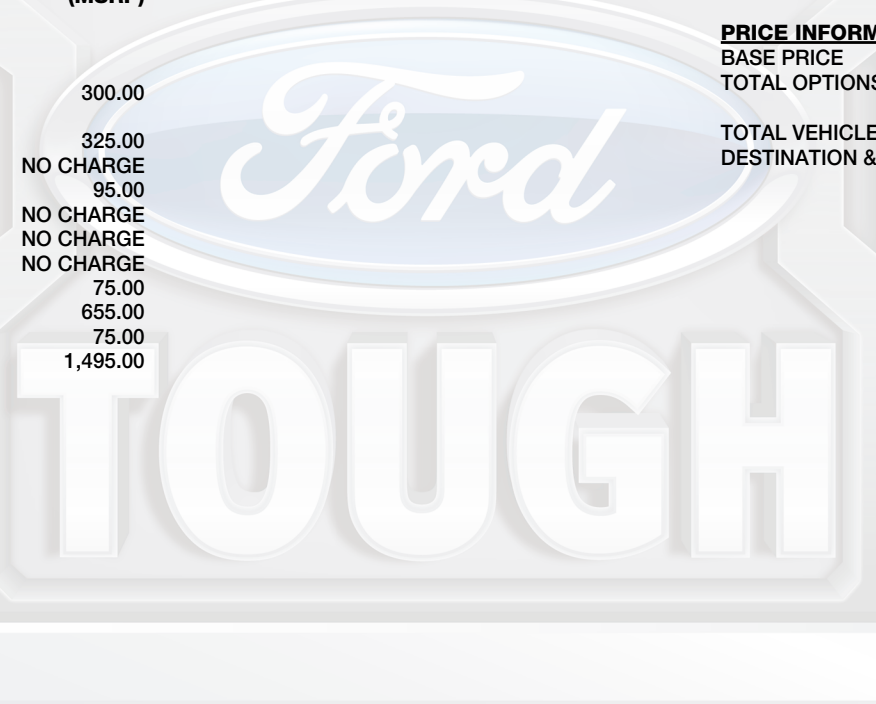 (MSRP)
300.00
325.00
NO CHARGE
95.00
NO CHARGE
NO CHARGE
NO CHARGE
75.00
655.00
75.00
1,495.00
PRICE INFORM
BASE PRICE
TOTAL OPTIONS
TOTAL VEHICLE
DESTINATION &
Ford
TOUGH